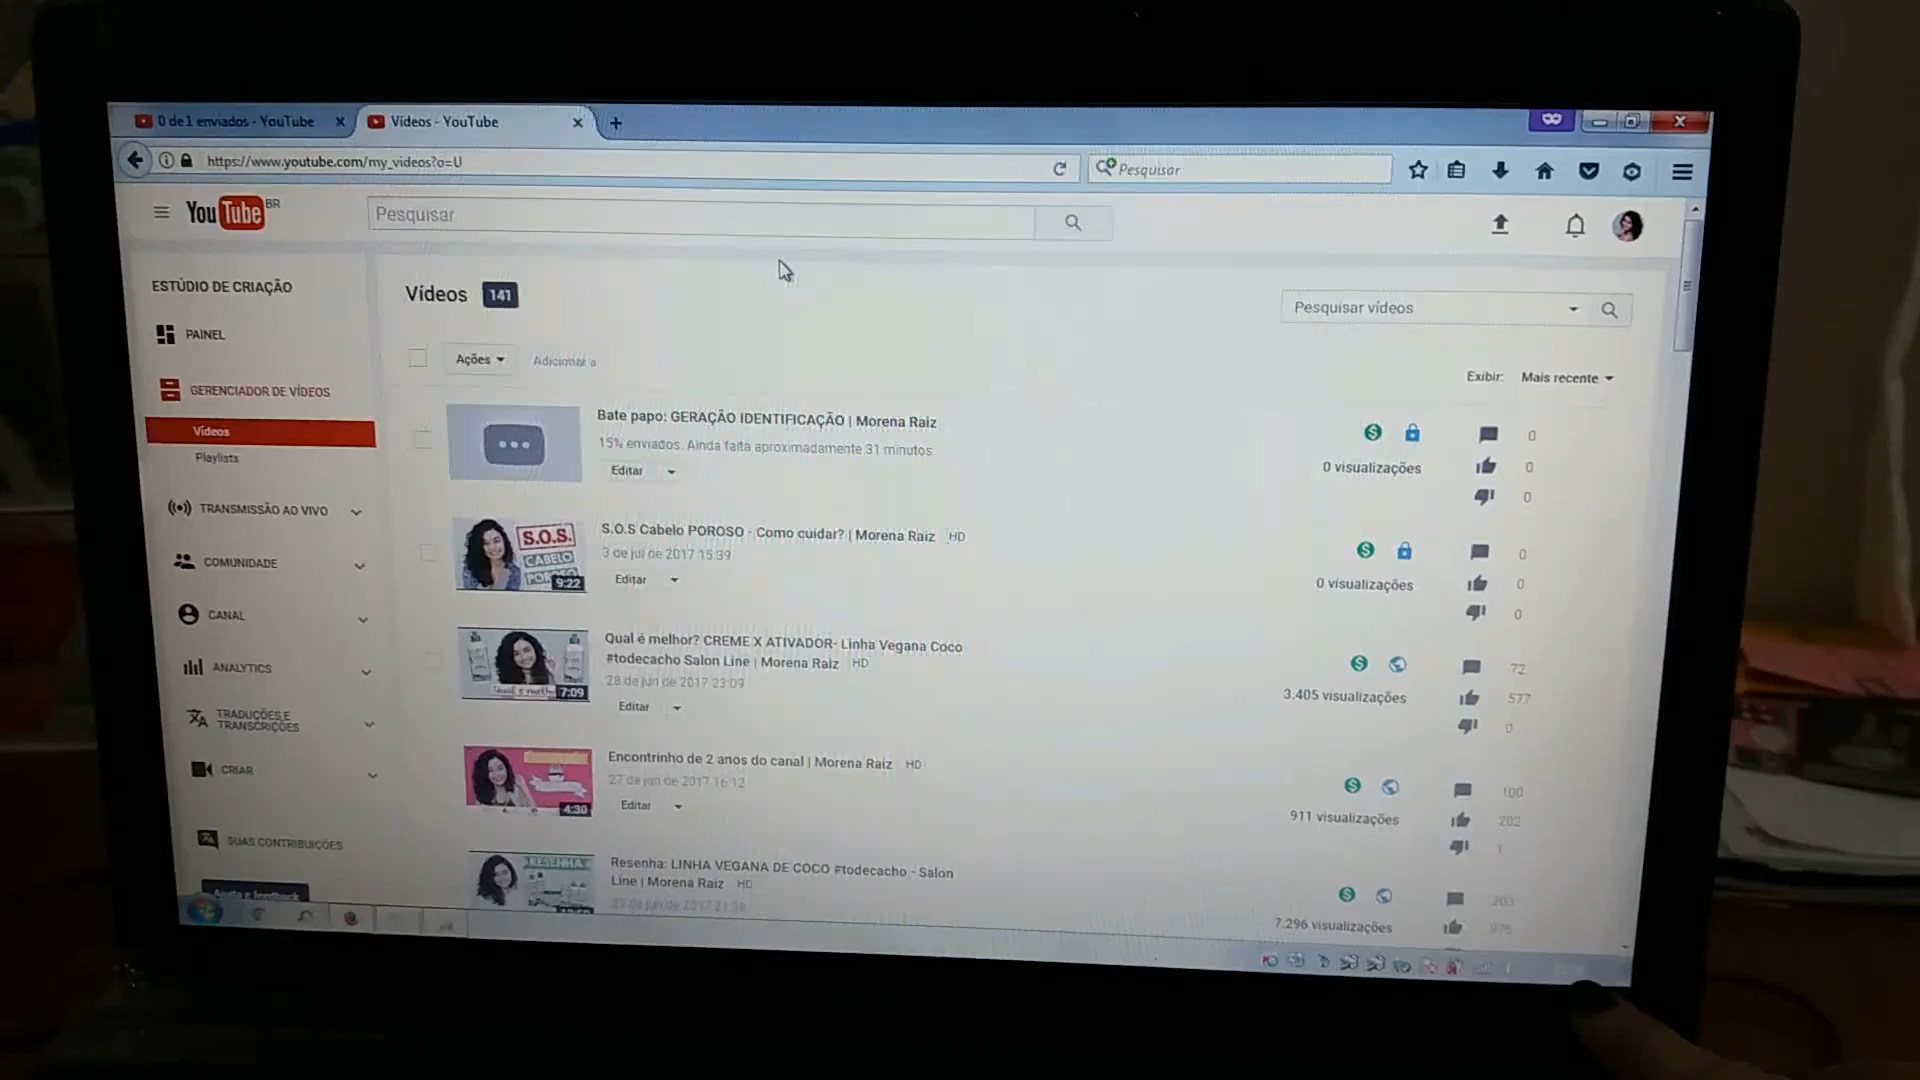 0 de 1 enviados - YouTube
Vídeos - YouTube
https://www.youtube.com/my_videos?o=U
Pesquisar
YouTube BR
Pesquisar
ESTÚDIO DE CRIAÇÃO
PAINEL
GERENCIADOR DE VÍDEOS
Vídeos
Playlists
TRANSMISSÃO AO VIVO
COMUNIDADE
CANAL
ANALYTICS
TRADUÇÕES E
TRANSCRIÇÕES
CRIAR
SUAS CONTRIBUIÇÕES
Ajuda e feedback
Vídeos 141
Pesquisar vídeos
Ações
Adicionar a
Exibir: Mais recente
Bate papo: GERAÇÃO IDENTIFICAÇÃO | Morena Raiz
15% enviados. Ainda falta aproximadamente 31 minutos
Editar
0 visualizações
0
0
0
S.O.S.
CABELO
POROSO
9:22
S.O.S Cabelo POROSO - Como cuidar? | Morena Raiz HD
3 de jul de 2017 15:39
Editar
0 visualizações
0
0
0
7:09
Qual é melhor? CREME X ATIVADOR- Linha Vegana Coco
#todecacho Salon Line | Morena Raiz HD
28 de jun de 2017 23:09
Editar
3.405 visualizações
72
577
0
4:30
Encontrinho de 2 anos do canal | Morena Raiz HD
27 de jun de 2017 16:12
Editar
911 visualizações
100
202
1
RESENHA
Resenha: LINHA VEGANA DE COCO #todecacho - Salon
Line | Morena Raiz HD
7.296 visualizações
203